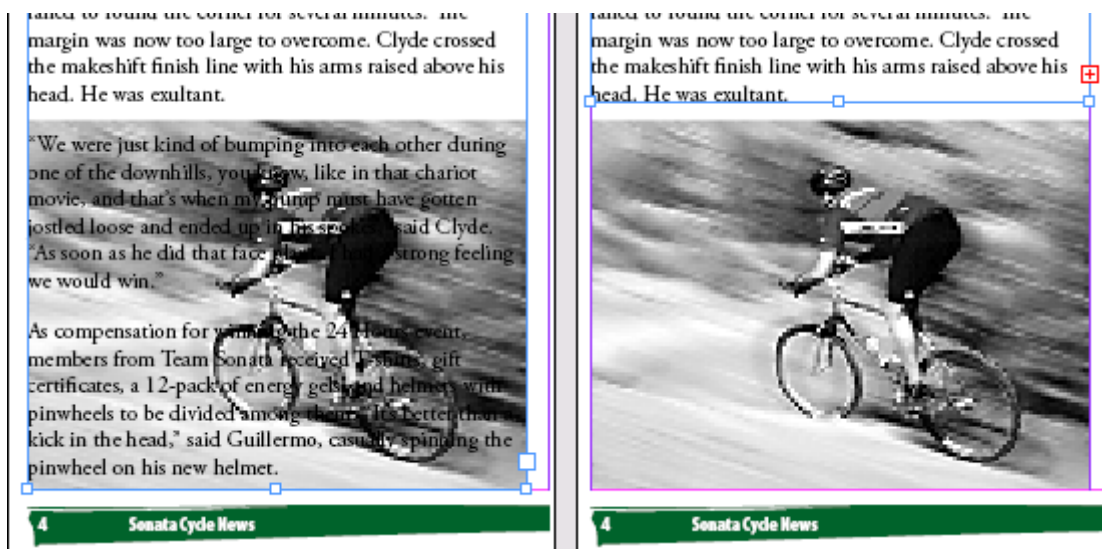 margin was now too large to overcome. Clyde crossed
the makeshift finish line with his arms raised above his
head. He was exultant.
"We were just kind of bumping into each other during
one of the downhills, you know, like in that chariot
movie, and that's when my pump must have gotten
jostled loose and ended up in his spokes," said Clyde.
"As soon as he did that face I had a strong feeling
we would win."
As compensation for winning the 24 Hours event,
members from Team Sonata received T-shirts, gift
certificates, a 12-pack of energy gels, and helmets with
pinwheels to be divided among them. "It's better than a
kick in the head," said Guillermo, casually spinning the
pinwheel on his new helmet.
4 Sonata Cycle News
margin was now too large to overcome. Clyde crossed
the makeshift finish line with his arms raised above his
head. He was exultant.
4 Sonata Cycle News